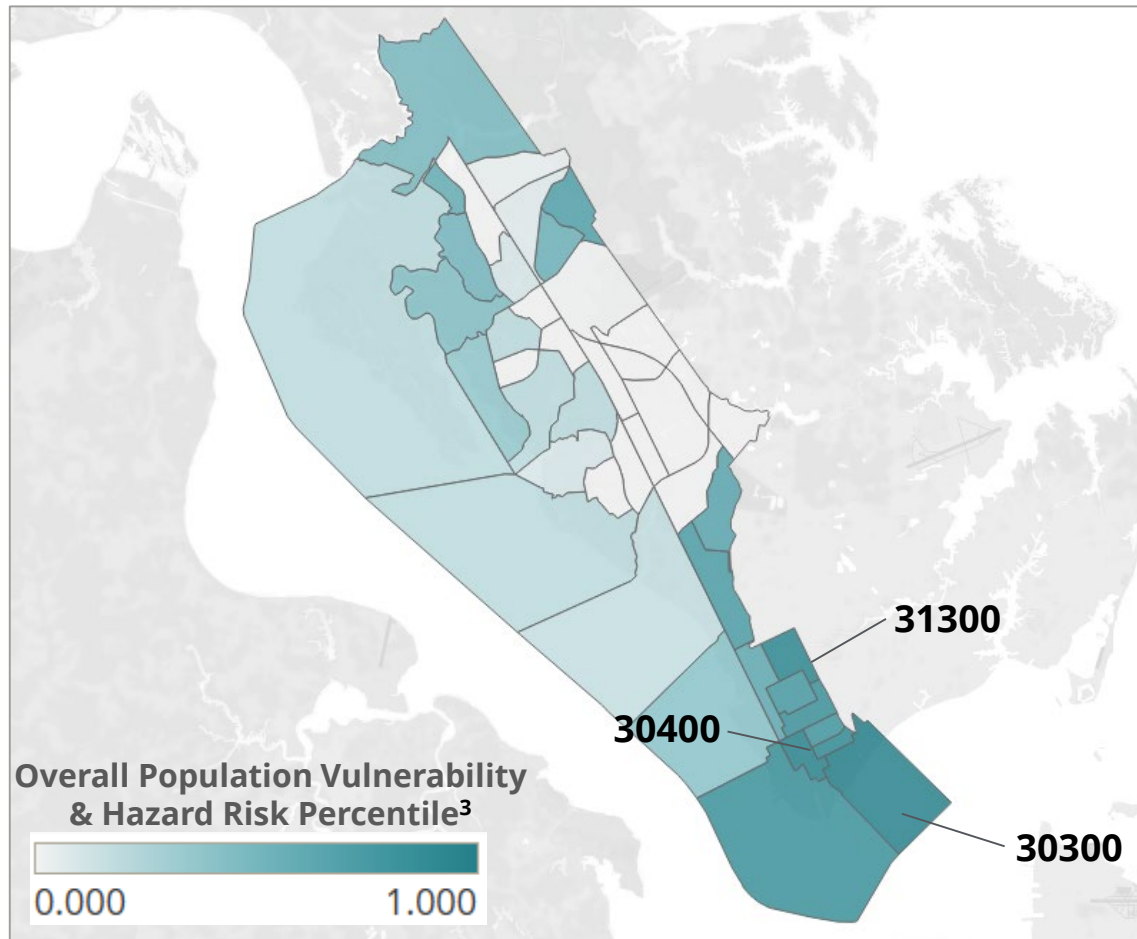 31300
30400
30300
Overall Population Vulnerability
& Hazard Risk Percentile³
0.000 1.000